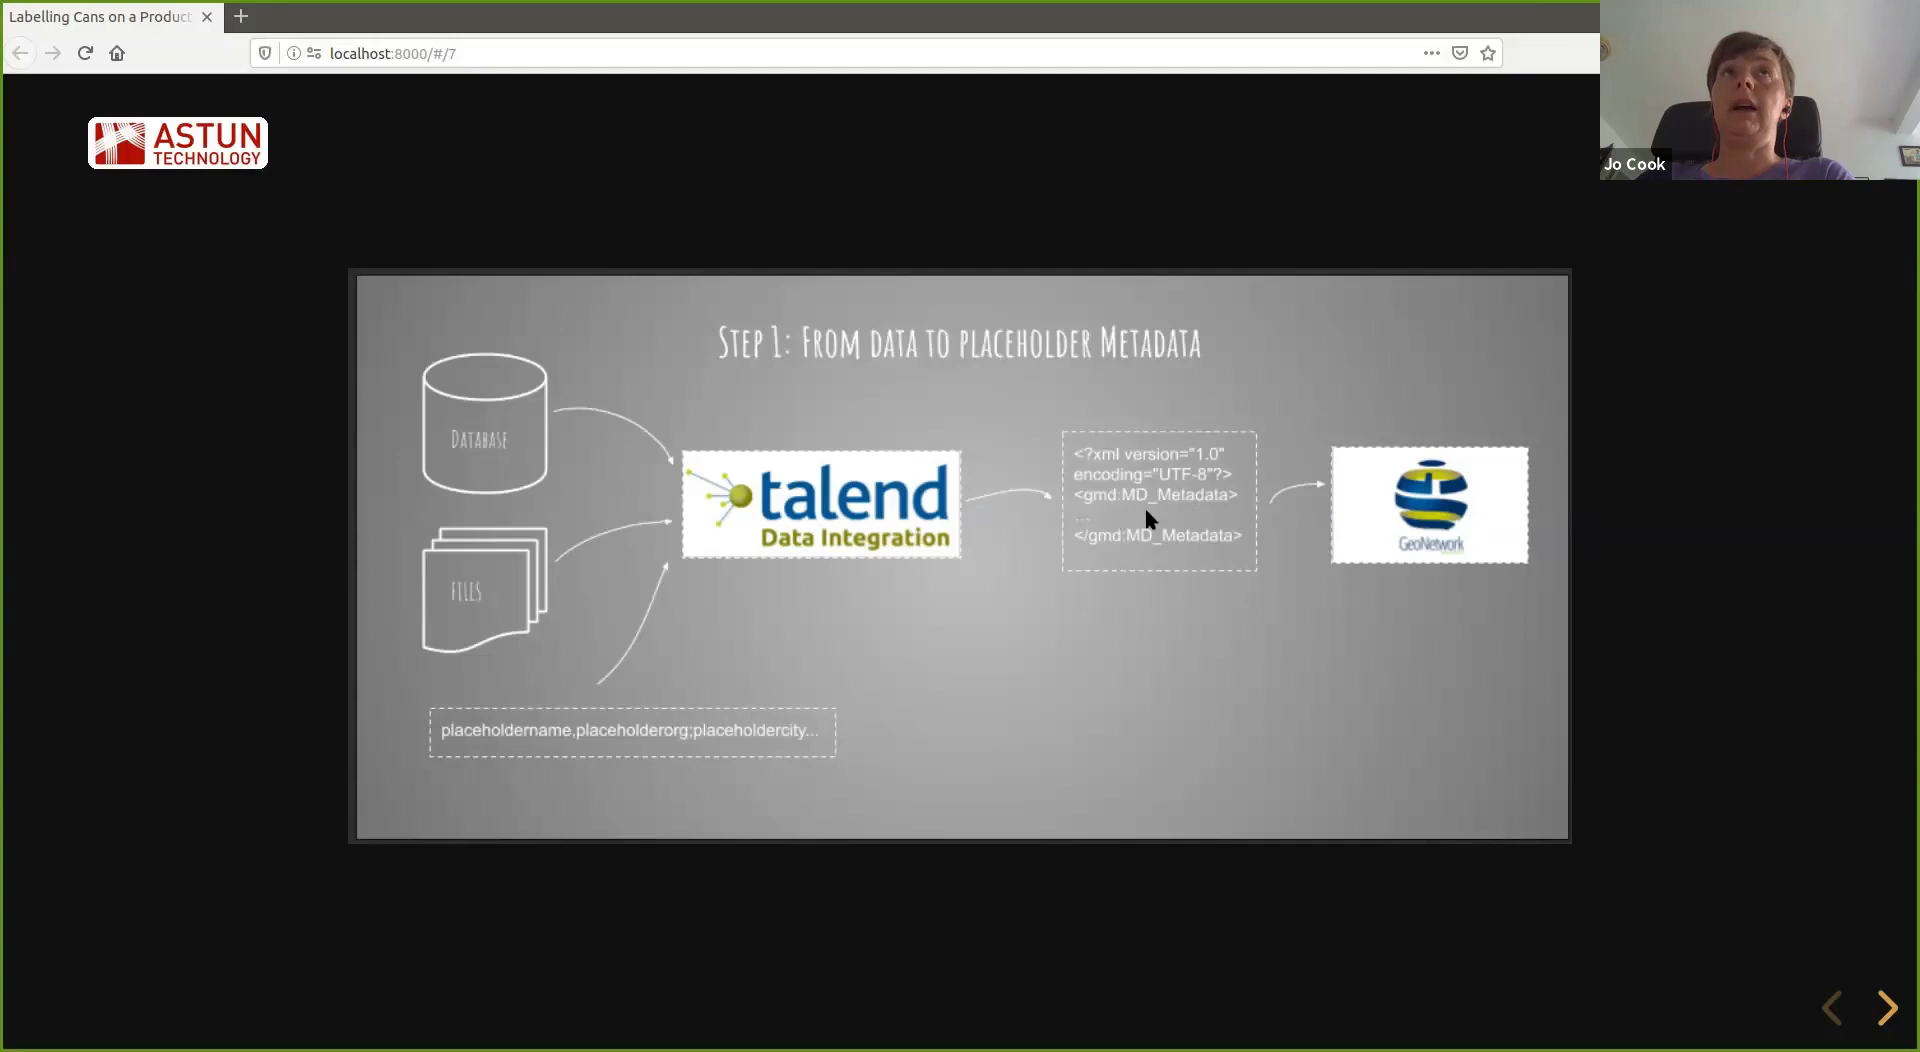 Labelling Cans on a Product
localhost:8000/#/7
Jo Cook
ASTUN
TECHNOLOGY
STEP 1: FROM DATA TO PLACEHOLDER METADATA
DATABASE
FILES
talend
Data Integration
<?xml version="1.0"
encoding="UTF-8"?>
<gmd:MD_Metadata>
...
</gmd:MD_Metadata>
GeoNetwork
placeholdername,placeholderorg;placeholdercity...